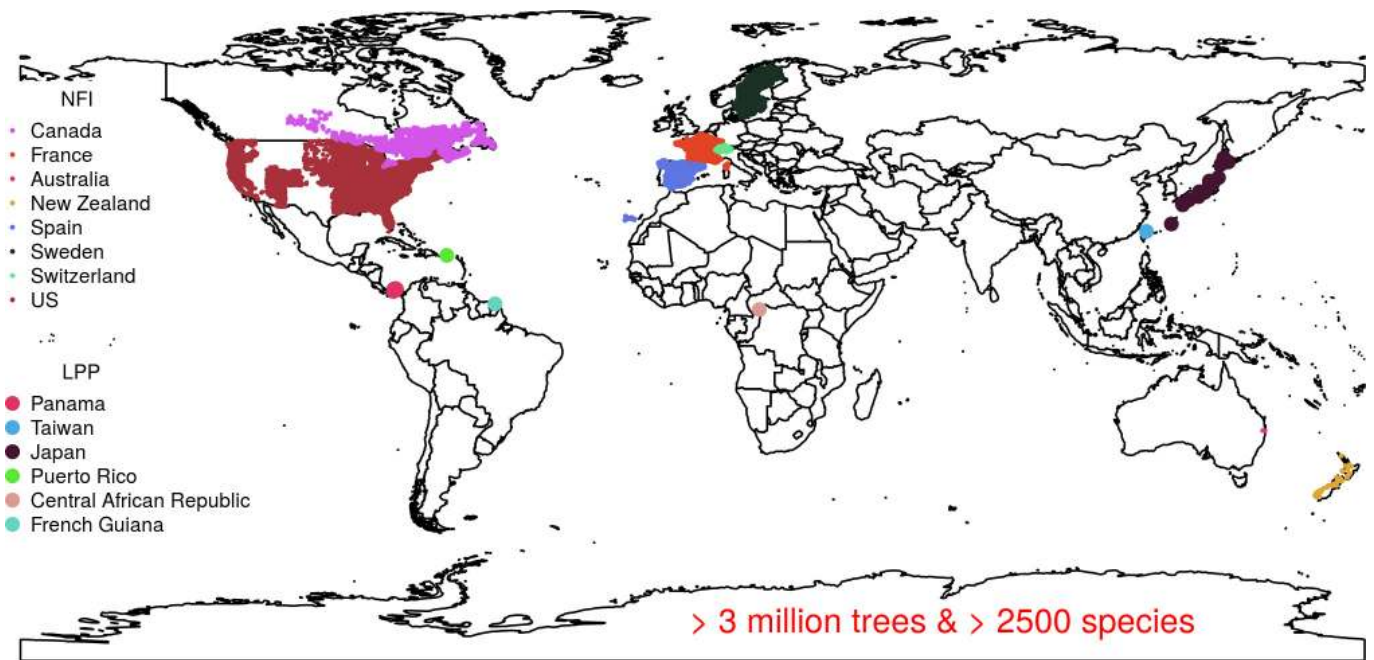 NFI
Canada
France
Australia
New Zealand
Spain
Sweden
Switzerland
US
LPP
Panama
Taiwan
Japan
Puerto Rico
Central African Republic
French Guiana
> 3 million trees & > 2500 species